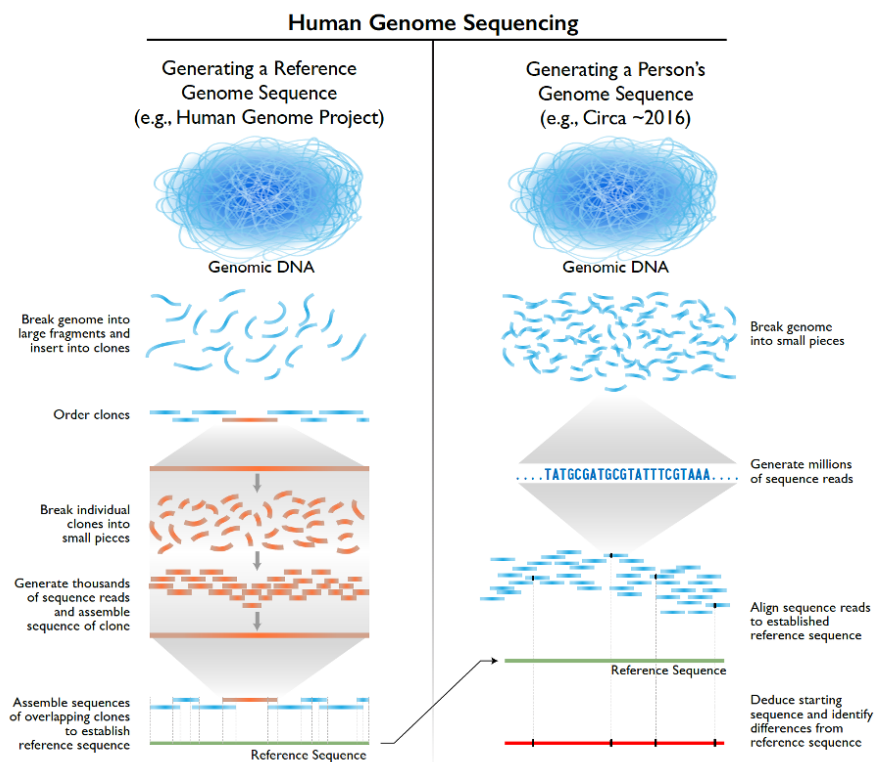 Human Genome Sequencing
Generating a Reference
Genome Sequence
(e.g., Human Genome Project)
Genomic DNA
Break genome into
large fragments and
insert into clones
Order clones
Break individual
clones into
small pieces
Generate thousands
of sequence reads
and assemble
sequence of clone
Assemble sequences
of overlapping clones
to establish
reference sequence
Reference Sequence
Generating a Person's
Genome Sequence
(e.g., Circa ~2016)
Genomic DNA
Break genome
into small pieces
Generate millions
of sequence reads
....TATGCGATGCGTATTTCGTAAA....
Align sequence reads
to established
reference sequence
Reference Sequence
Deduce starting
sequence and identify
differences from
reference sequence